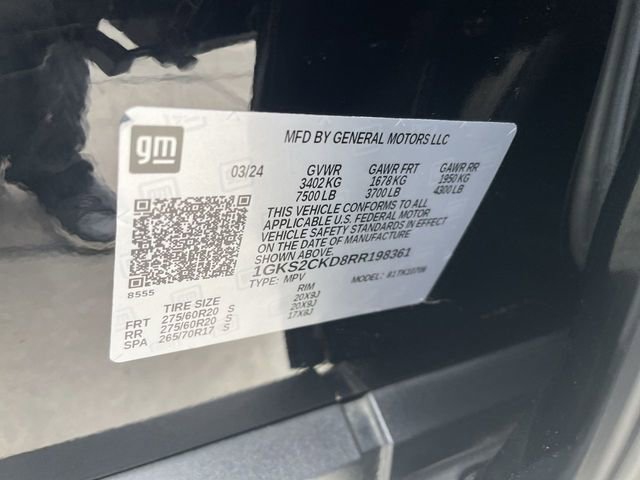 gm
MFD BY GENERAL MOTORS LLC
03/24 GVWR GAWR FRT GAWR RR
3402 KG 1678 KG 1950 KG
7500 LB 3700 LB 4300 LB
THIS VEHICLE CONFORMS TO ALL
APPLICABLE U.S. FEDERAL MOTOR
VEHICLE SAFETY STANDARDS IN EFFECT
ON THE DATE OF MANUFACTURE
SHOWN ABOVE.
1GKS2CKD8RR198361
TYPE: MPV MODEL:
8555
TIRE SIZE RIM
FRT 275/60R20 S 20X9J
RR 275/60R20 S 20X9J
SPA 265/70R17 S 17X8J